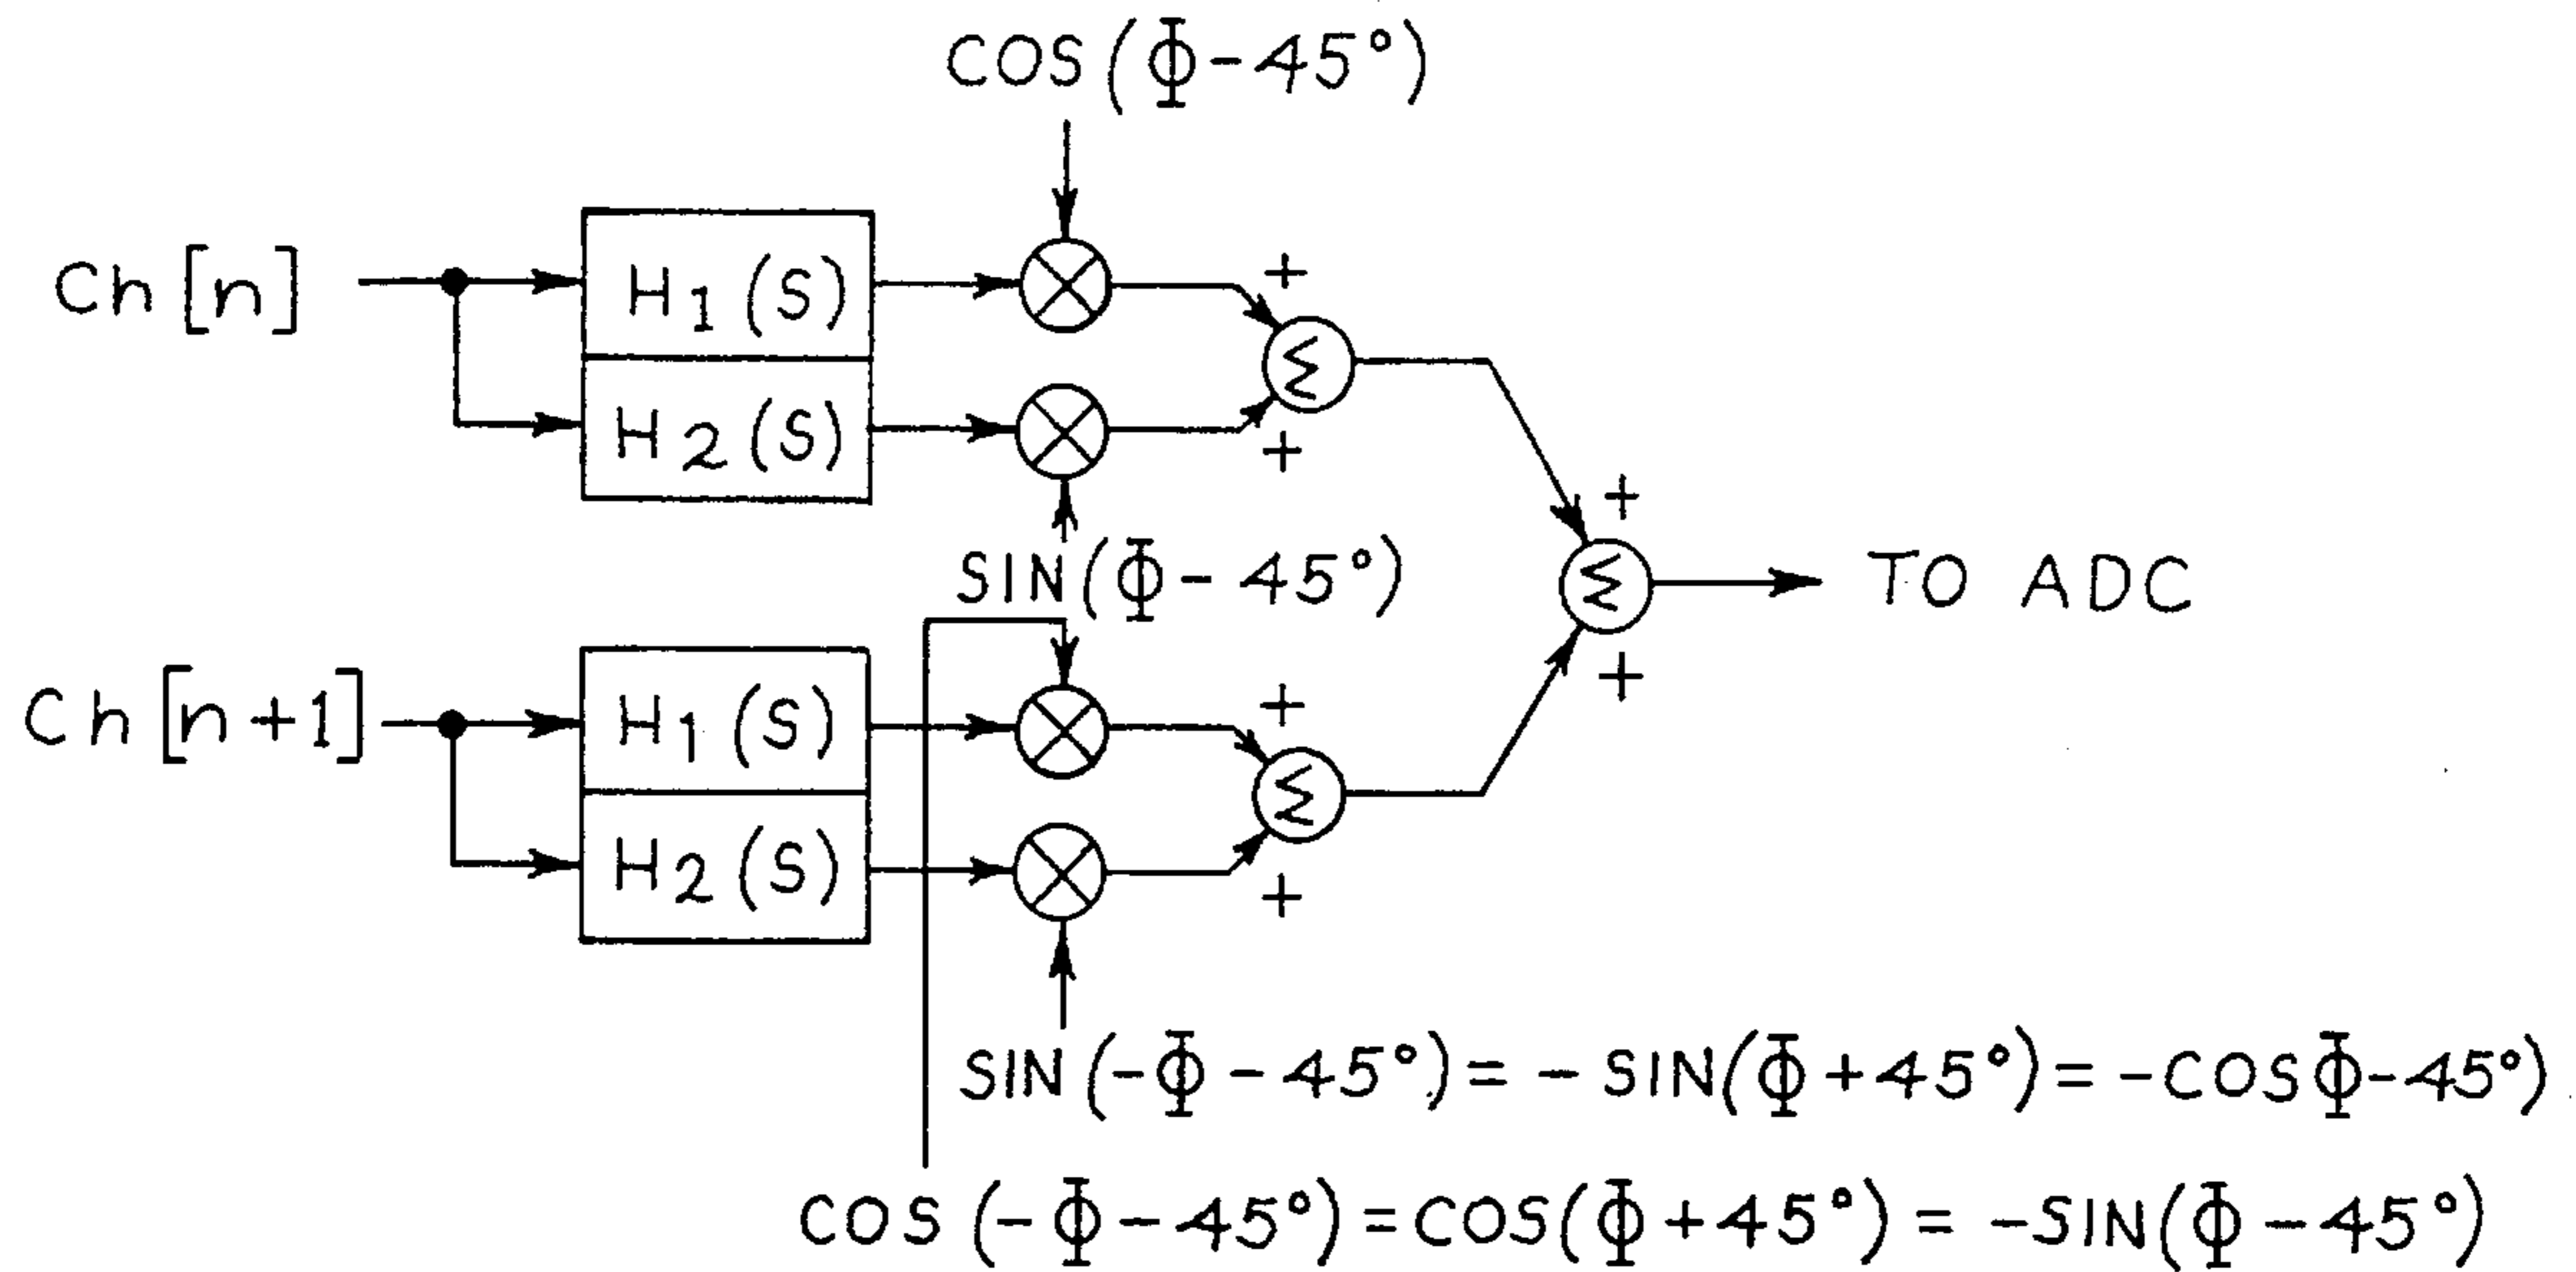 COS(Φ-45°)
Ch[n]
H1(S)
+
H2(S)
Σ
+
+
SIN(Φ-45°)
Σ
TO ADC
+
Ch[n+1]
H1(S)
+
Σ
H2(S)
+
SIN(-Φ-45°)=-SIN(Φ+45°)=-COSΦ-45°)
COS(-Φ-45°)=COS(Φ+45°)=-SIN(Φ-45°)